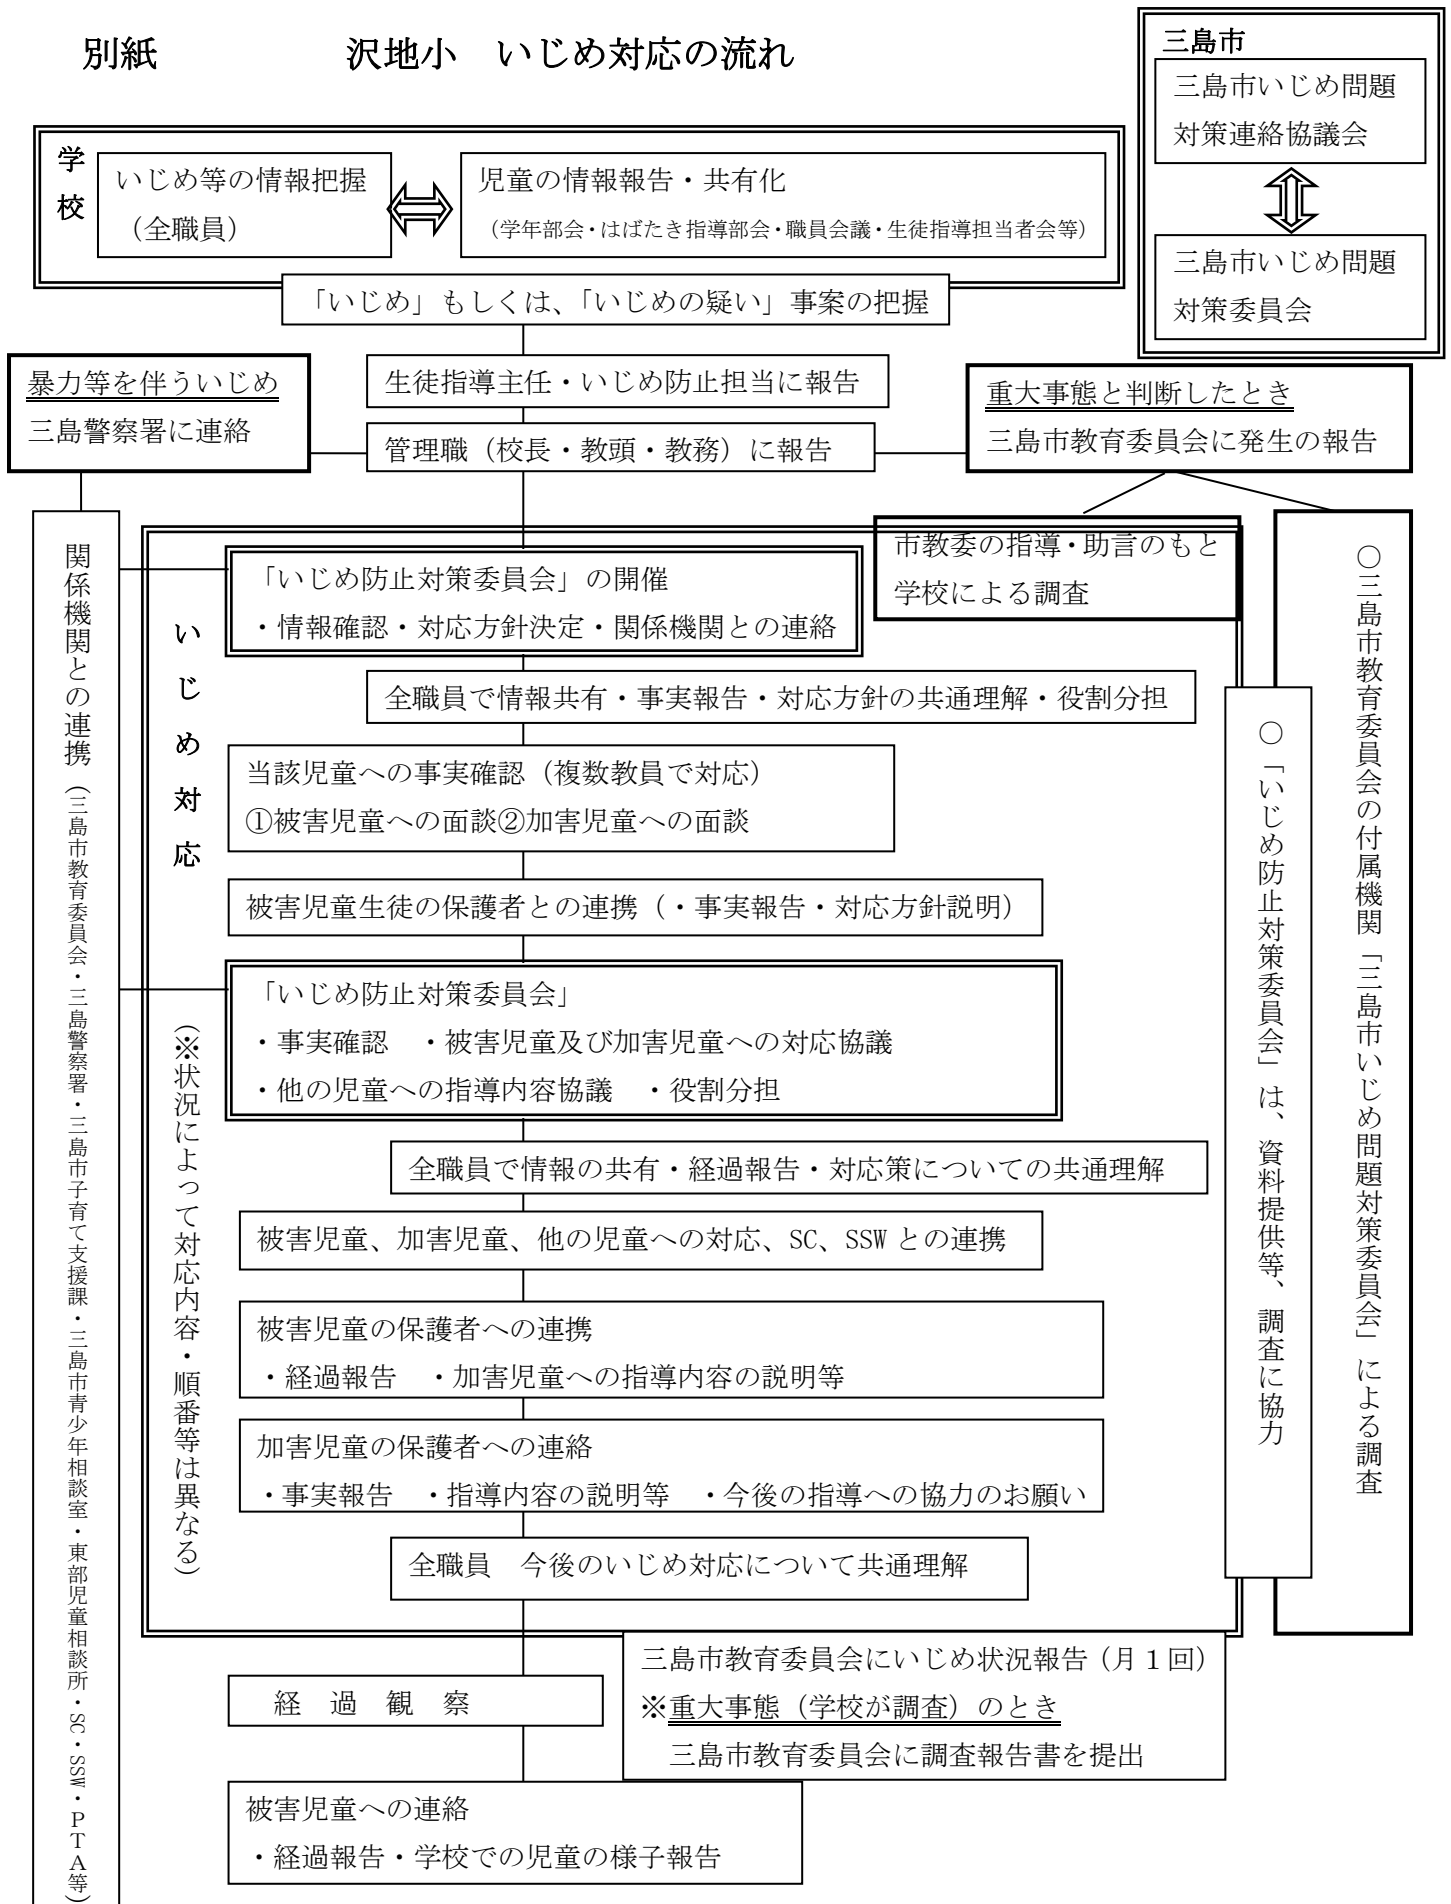 別紙　沢地小　いじめ対応の流れ
三島市
三島市いじめ問題
対策連絡協議会
三島市いじめ問題
対策委員会
学校
いじめ等の情報把握
（全職員）
児童の情報報告・共有化
（学年部会・はばたき指導部会・職員会議・生徒指導担当者会等）
「いじめ」もしくは、「いじめの疑い」事案の把握
暴力等を伴ういじめ
三島警察署に連絡
生徒指導主任・いじめ防止担当に報告
管理職（校長・教頭・教務）に報告
重大事態と判断したとき
三島市教育委員会に発生の報告
市教委の指導・助言のもと
学校による調査
関係機関との連携（三島市教育委員会・三島警察署・三島市子育て支援課・三島市青少年相談室・東部児童相談所・SC・SSW・PTA等）
いじめ対応
（※状況によって対応内容・順番等は異なる）
「いじめ防止対策委員会」の開催
・情報確認・対応方針決定・関係機関との連絡
全職員で情報共有・事実報告・対応方針の共通理解・役割分担
当該児童への事実確認（複数教員で対応）
①被害児童への面談②加害児童への面談
被害児童生徒の保護者との連携（・事実報告・対応方針説明）
「いじめ防止対策委員会」
・事実確認　・被害児童及び加害児童への対応協議
・他の児童への指導内容協議　・役割分担
全職員で情報の共有・経過報告・対応策についての共通理解
被害児童、加害児童、他の児童への対応、SC、SSWとの連携
被害児童の保護者への連携
・経過報告　・加害児童への指導内容の説明等
加害児童の保護者への連絡
・事実報告　・指導内容の説明等　・今後の指導への協力のお願い
全職員　今後のいじめ対応について共通理解
○「いじめ防止対策委員会」は、資料提供等、調査に協力
○三島市教育委員会の付属機関「三島市いじめ問題対策委員会」による調査
三島市教育委員会にいじめ状況報告（月１回）
※重大事態（学校が調査）のとき
三島市教育委員会に調査報告書を提出
経　過　観　察
被害児童への連絡
・経過報告・学校での児童の様子報告